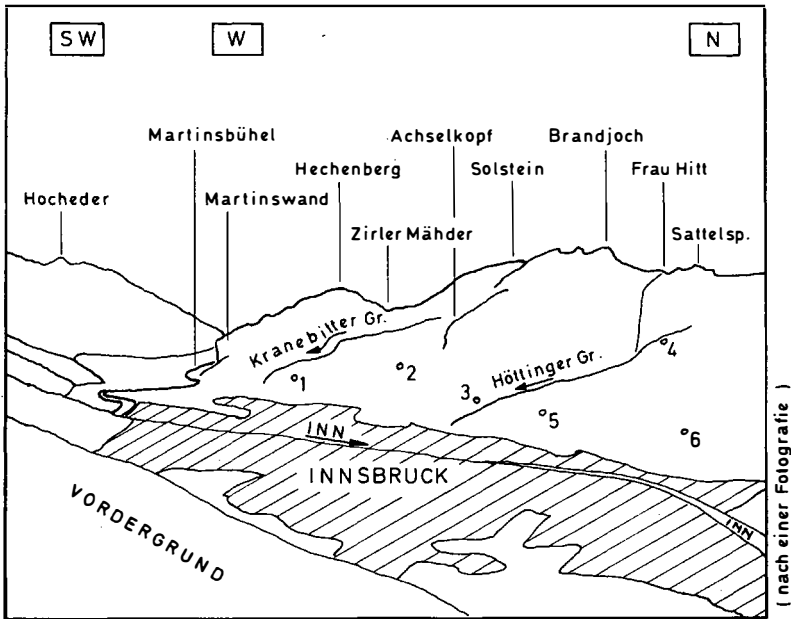 SW
W
N
Martinsbühel
Achselkopf
Brandjoch
Hechenberg
Solstein
Frau Hitt
Hocheder
Martinswand
Zirler Mähder
Sattelsp.
Kranebitter Gr.
Höttinger Gr.
1
2
3
4
5
6
INN
INNSBRUCK
INN
VORDERGRUND
( nach einer Fotografie )